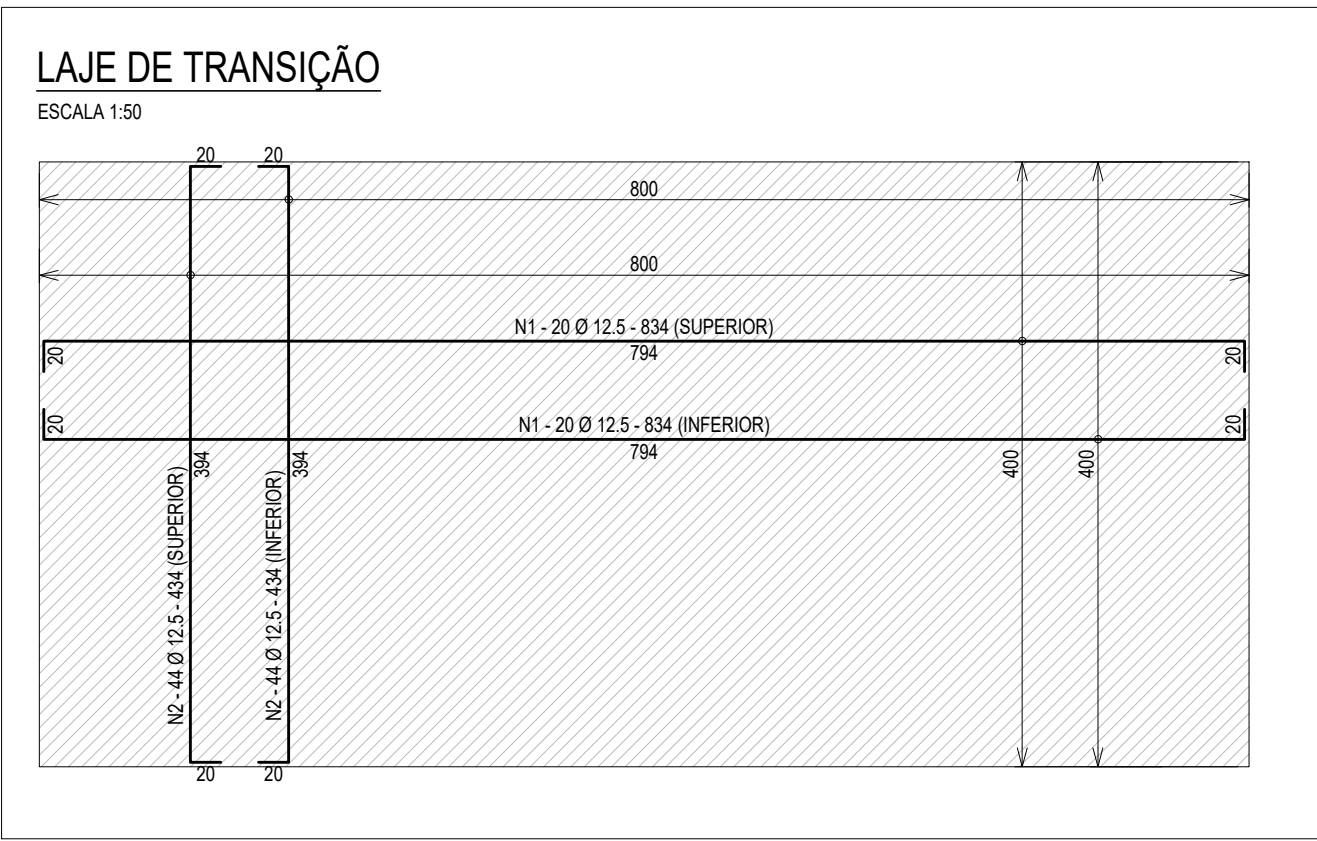 LAJE DE TRANSIÇÃO
ESCALA 1:50
20
20
800
800
N1 - 20 Ø 12.5 - 834 (SUPERIOR)
794
20
20
N1 - 20 Ø 12.5 - 834 (INFERIOR)
794
20
20
N2 - 44 Ø 12.5 - 434 (SUPERIOR)
394
N2 - 44 Ø 12.5 - 434 (INFERIOR)
394
400
400
20
20